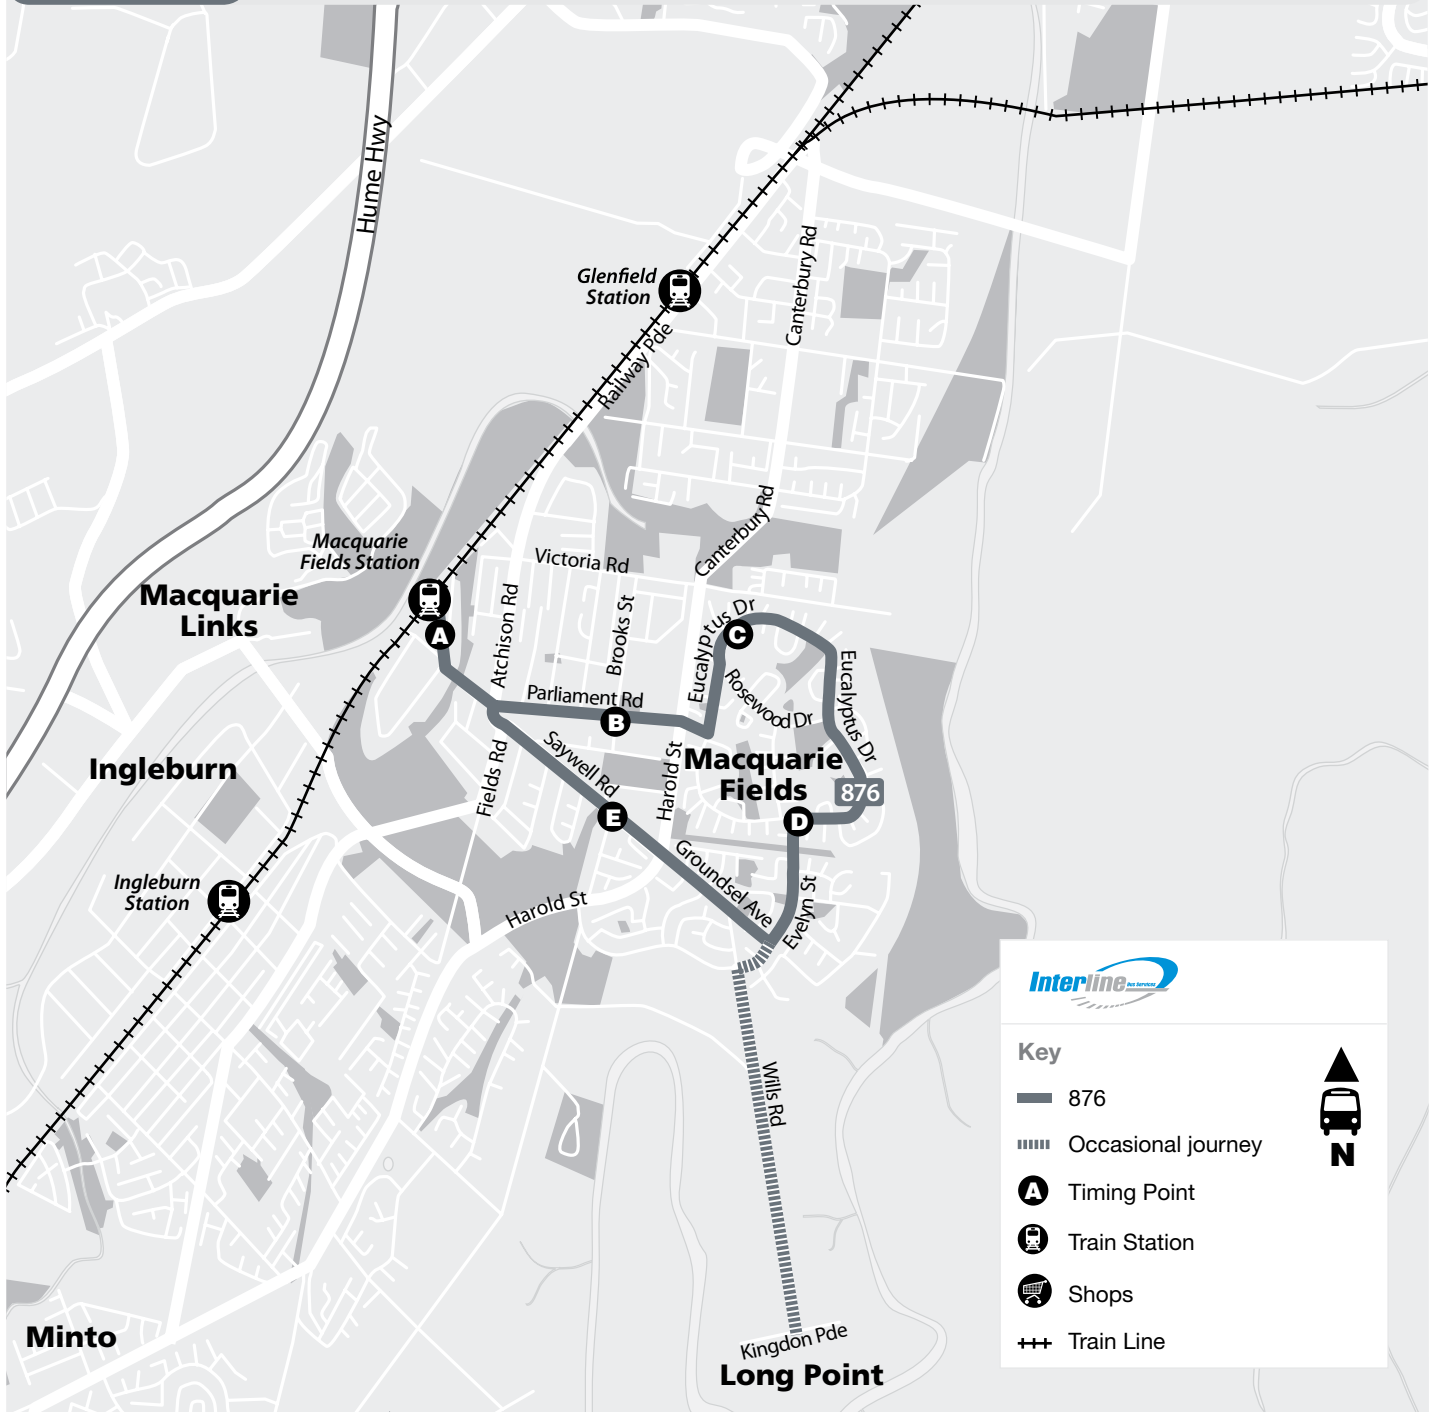 Hume Hwy
Canterbury Rd
Glenfield
Station
Railway Pde
Canterbury Rd
Macquarie
Fields Station
Victoria Rd
Macquarie
Links
Atchison Rd
Brooks St
Eucalyptus Dr
A
C
Rosewood Dr
Eucalyptus Dr
Parliament Rd
B
Saywell Rd
Fields Rd
Harold St
Macquarie
Fields
876
Ingleburn
E
D
Groundsel Ave
Evelyn St
Ingleburn
Station
Harold St
Wills Rd
Kingdon Pde
Long Point
Minto
Interline Bus Services
Key
876
Occasional journey
A Timing Point
Train Station
Shops
Train Line
N